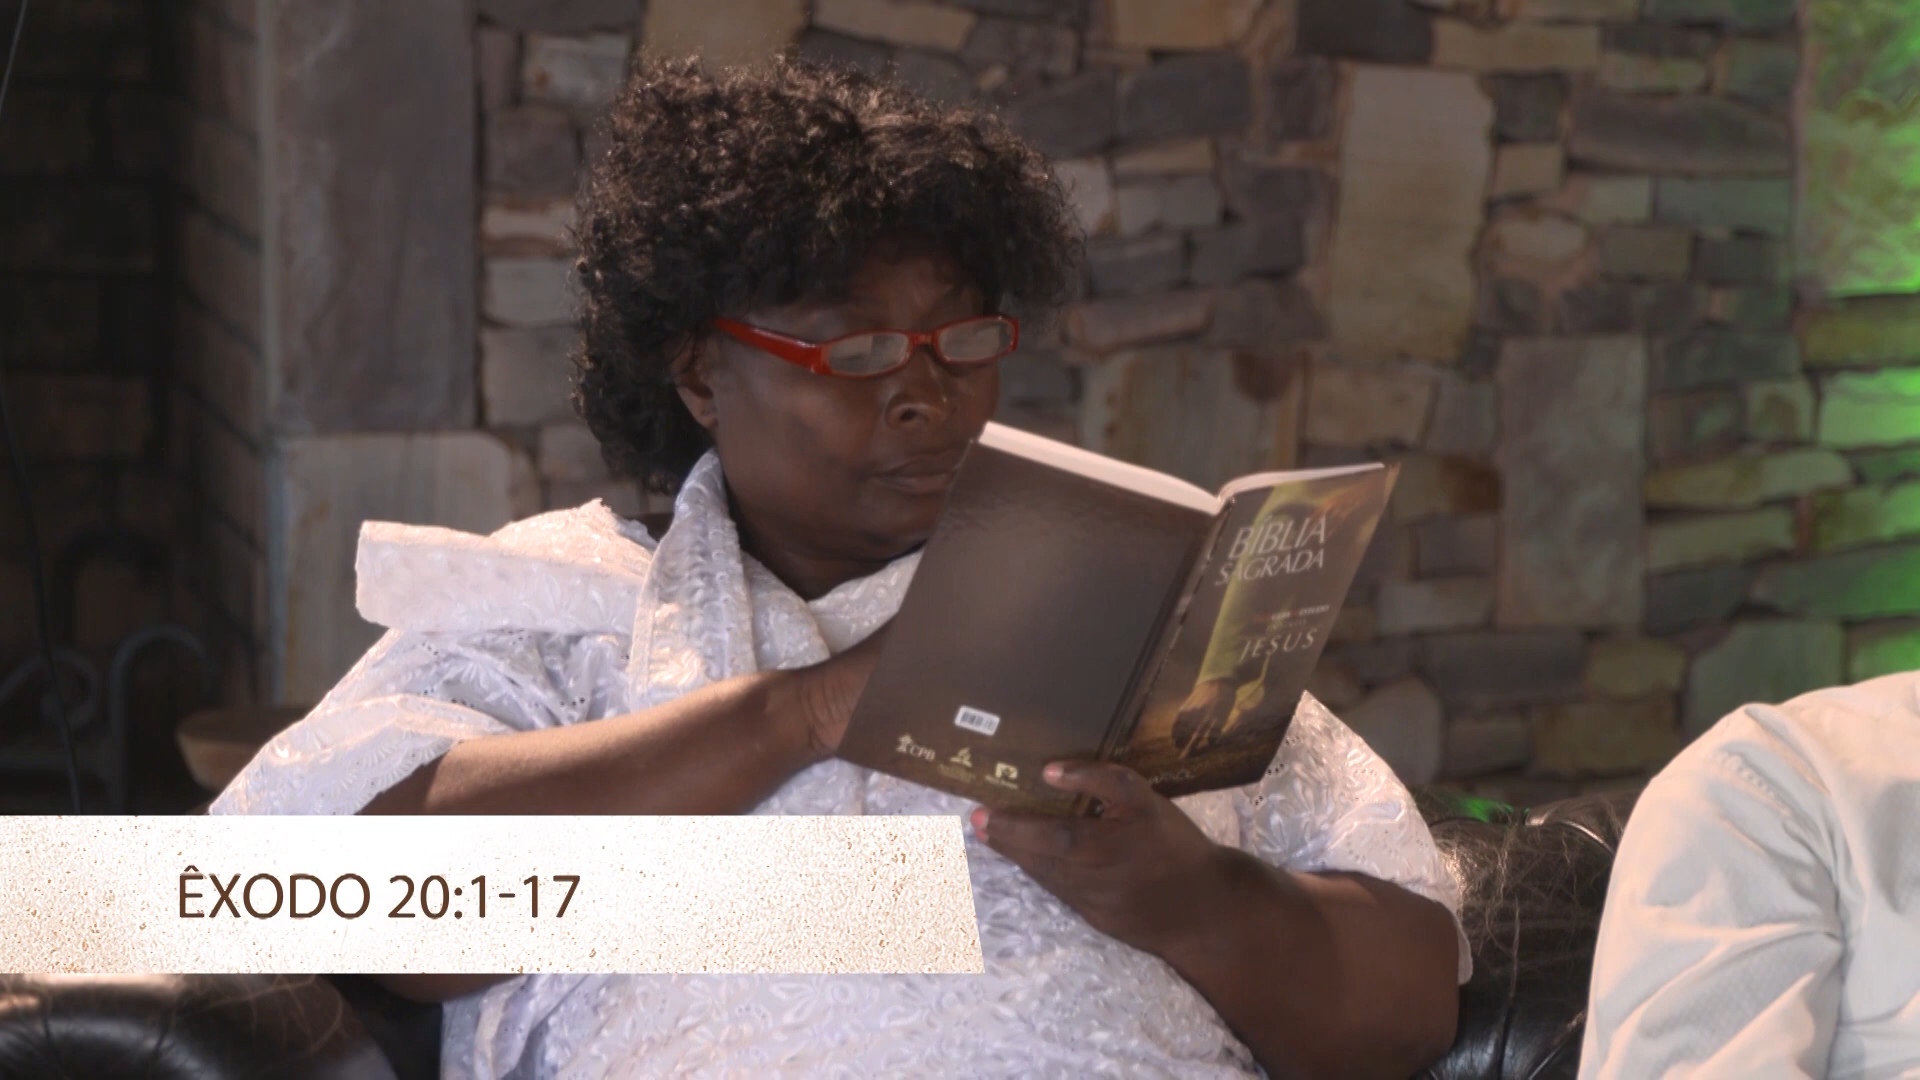 BÍBLIA
SAGRADA
JESUS
CPB
ÊXODO 20:1-17